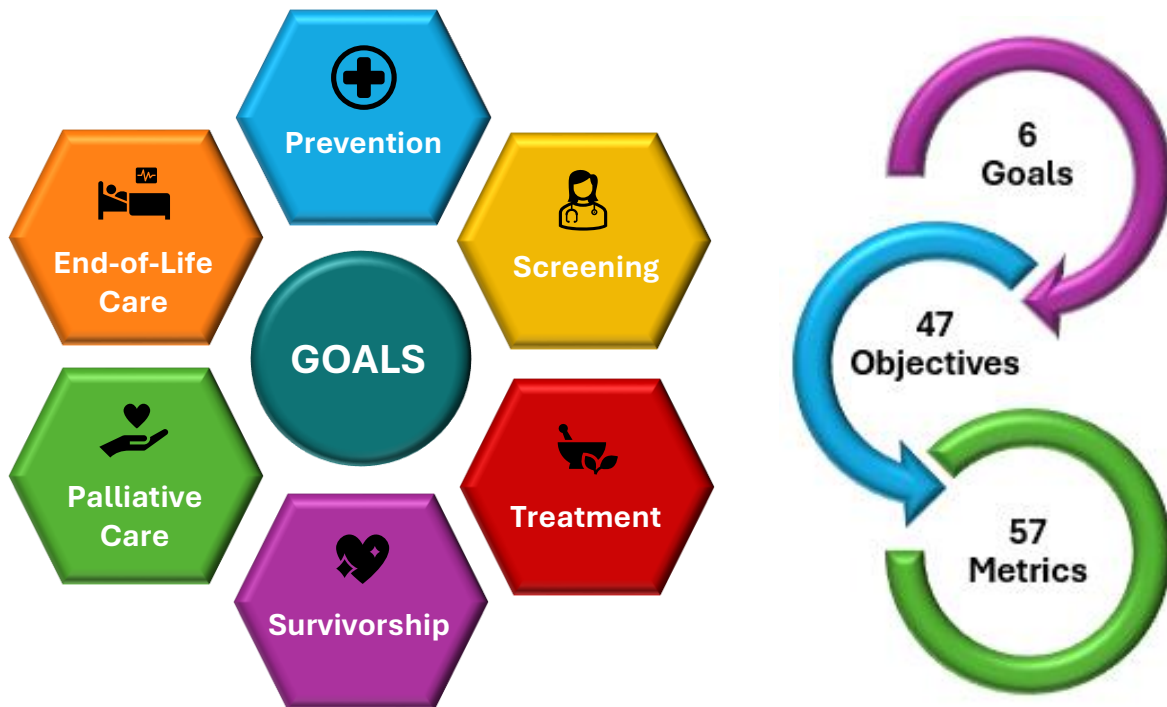 Prevention
Screening
Treatment
Survivorship
Palliative
Care
End-of-Life
Care
GOALS
6
Goals
47
Objectives
57
Metrics